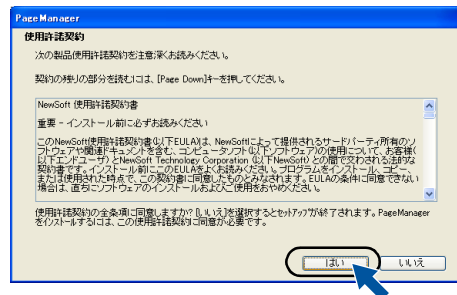 PageManager
使用許諾契約
次の製品使用許諾契約を注意深くお読みください。
契約の残りの部分を読むには、[Page Down]キーを押してください。
NewSoft 使用許諾契約書
重要 - インストール前に必ずお読みください
このNewSoft使用許諾契約書(以下EULA)は、NewSoftによって提供されるサードパーティ所有のソ
フトウェアや関連ドキュメントを含む、コンピュータソフト(以下ソフトウェア)の使用について、お客様(
以下エンドユーザ)とNewSoft Technology Corporation (以下NewSoft) との間で交わされる法的な
契約書です。インストール前にこのEULAをよくお読みください。プログラムをインストール、コピー、
または使用された時点で、この契約書に同意したものとみなされます。EULAの条件に同意できない
場合は、直ちにソフトウェアのインストールおよびご使用をおやめください。
使用許諾契約の全条項に同意しますか? [いいえ]を選択するとセットアップが終了されます。PageManager
をインストールするには、この使用許諾契約に同意が必要です。
はい
いいえ